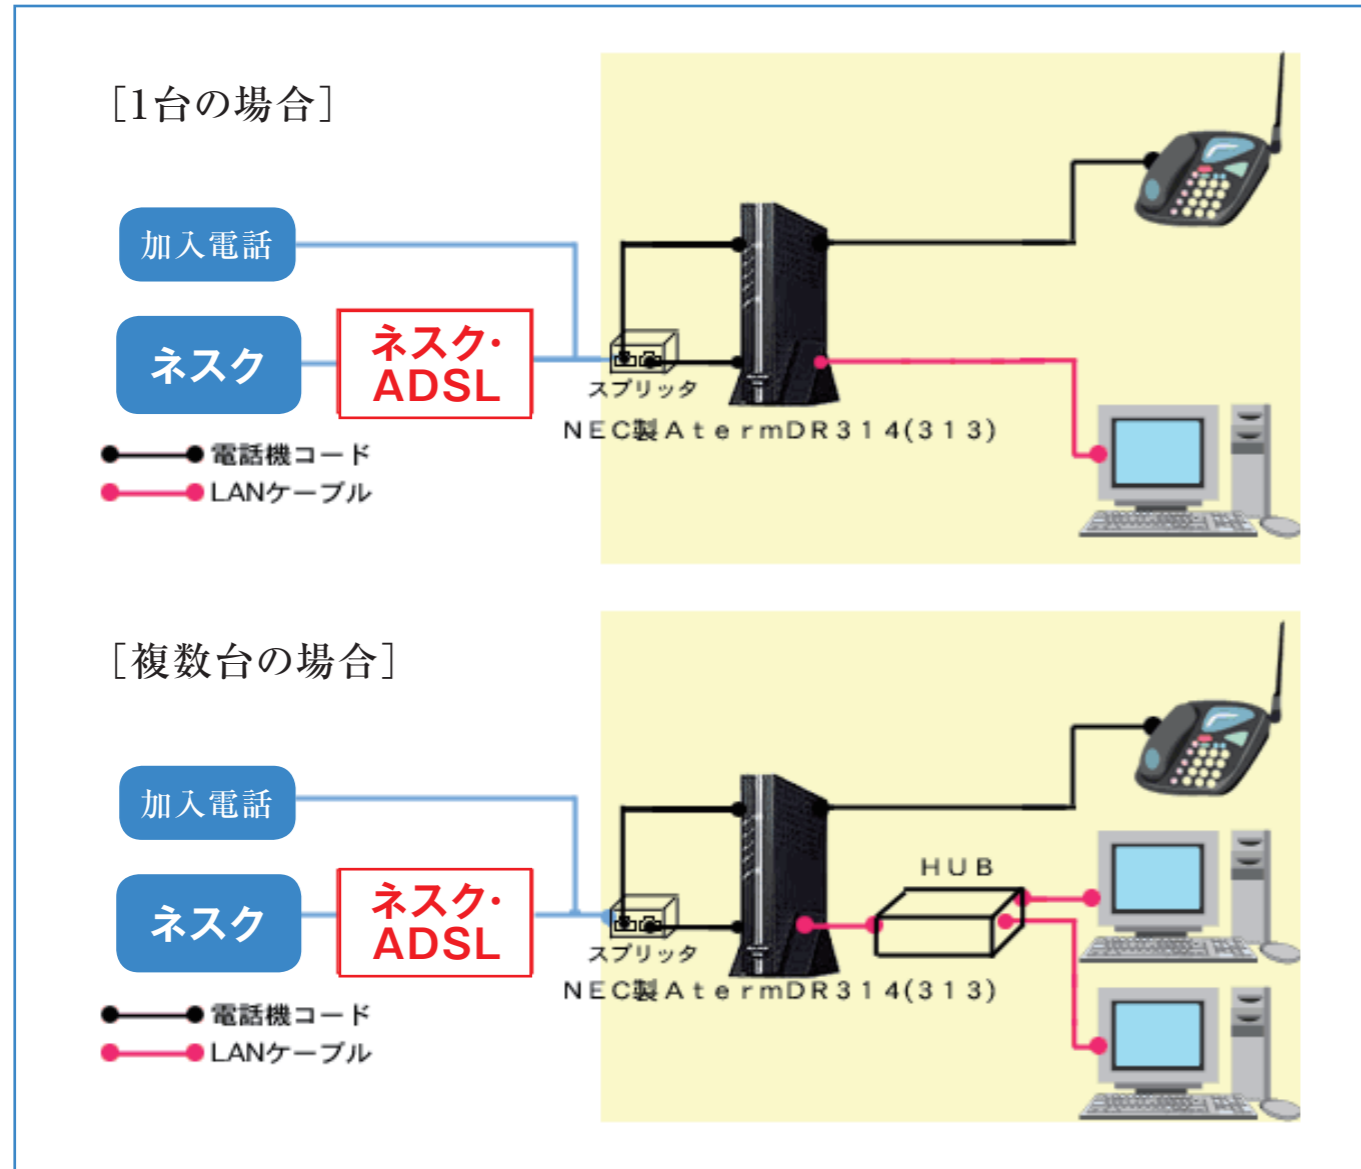 [1台の場合]
加入電話
ネスク
ネスク・
ADSL
スプリッタ
NEC製AtermDR314(313)
電話機コード
LANケーブル
[複数台の場合]
加入電話
HUB
ネスク
ネスク・
ADSL
スプリッタ
NEC製AtermDR314(313)
電話機コード
LANケーブル